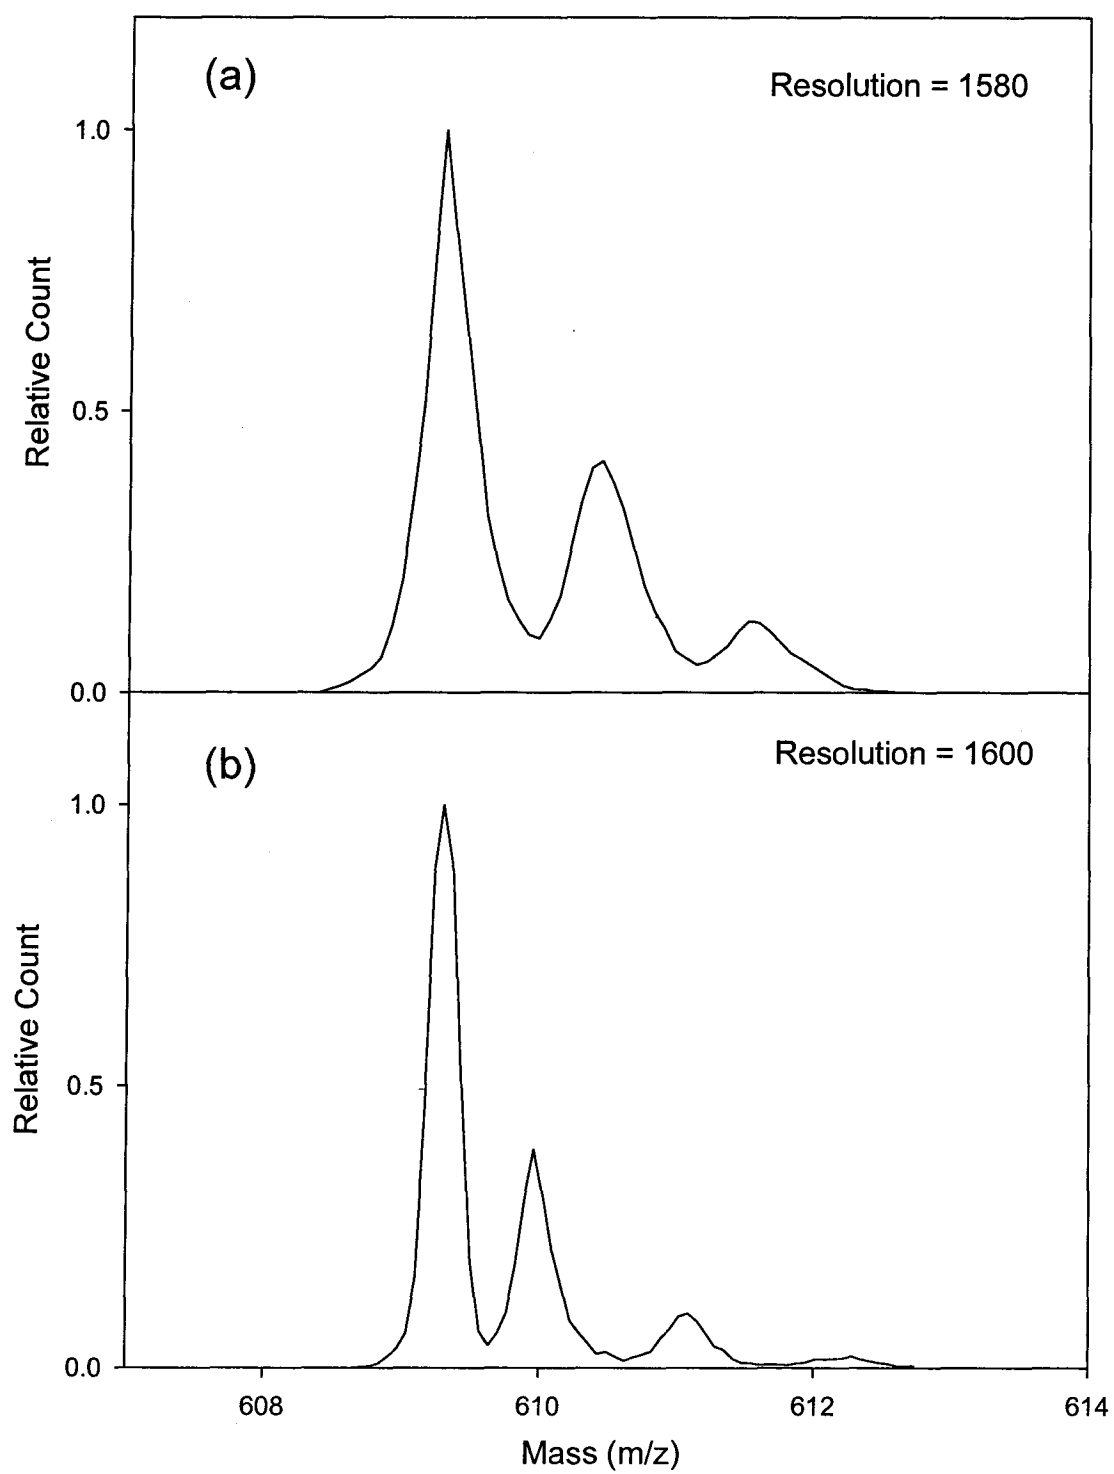 (a)
Resolution = 1580
1.0
0.5
0.0
Relative Count
(b)
Resolution = 1600
1.0
0.5
0.0
Relative Count
608 610 612 614
Mass (m/z)